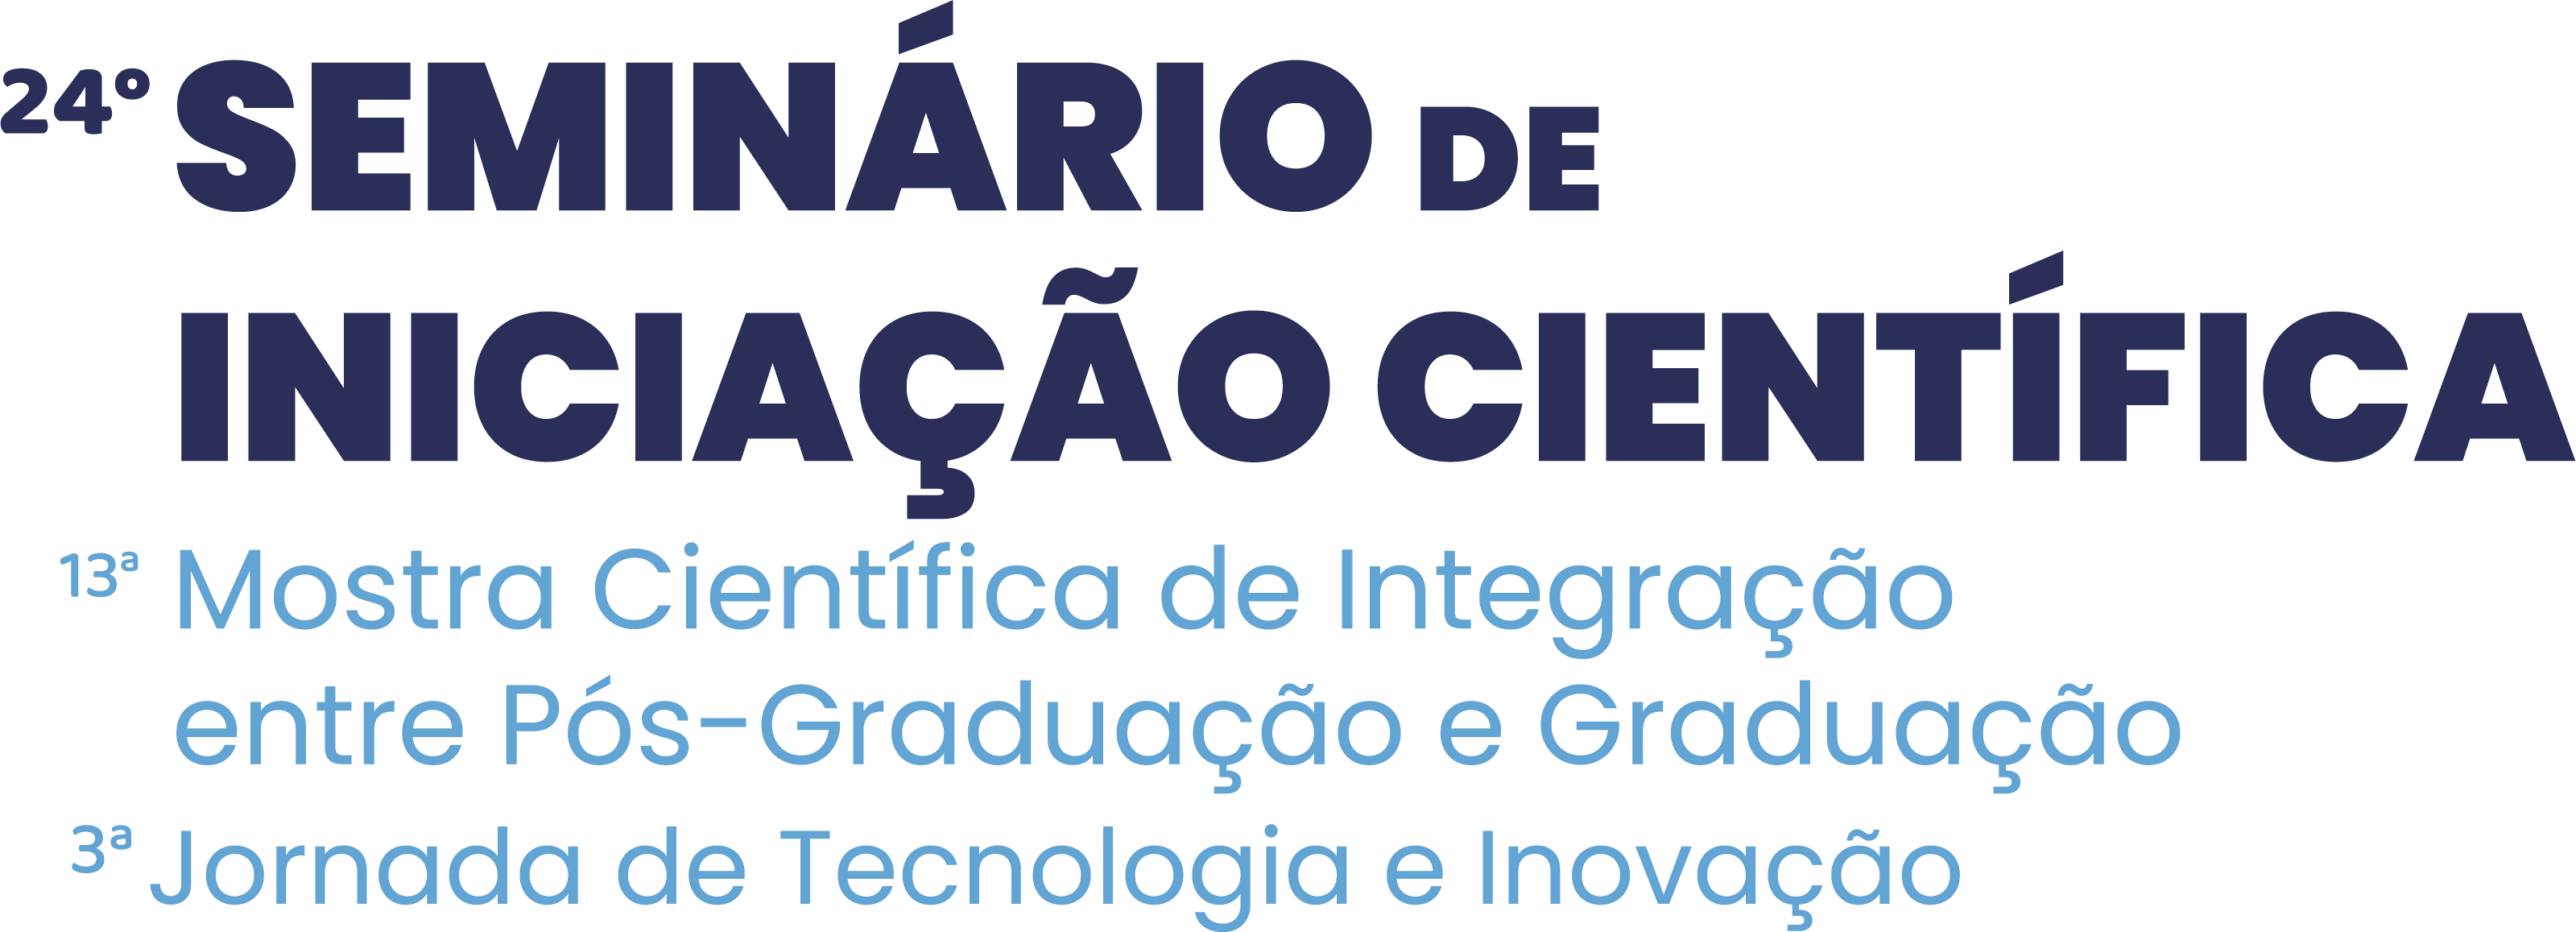 24º SEMINÁRIO DE
INICIAÇÃO CIENTÍFICA
13ª Mostra Científica de Integração
entre Pós-Graduação e Graduação
3ª Jornada de Tecnologia e Inovação